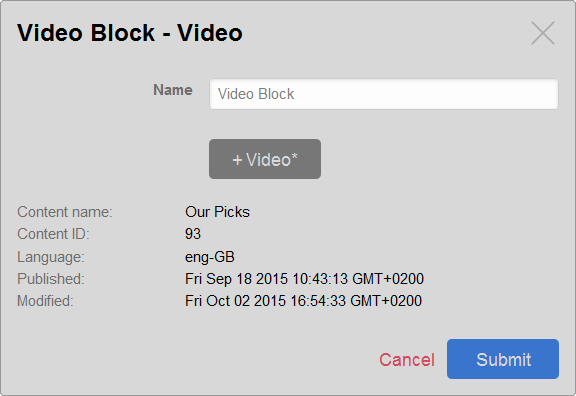 Video Block - Video
Name
Video Block
+ Video*
Content name: Our Picks
Content ID: 93
Language: eng-GB
Published: Fri Sep 18 2015 10:43:13 GMT+0200
Modified: Fri Oct 02 2015 16:54:33 GMT+0200
Cancel Submit